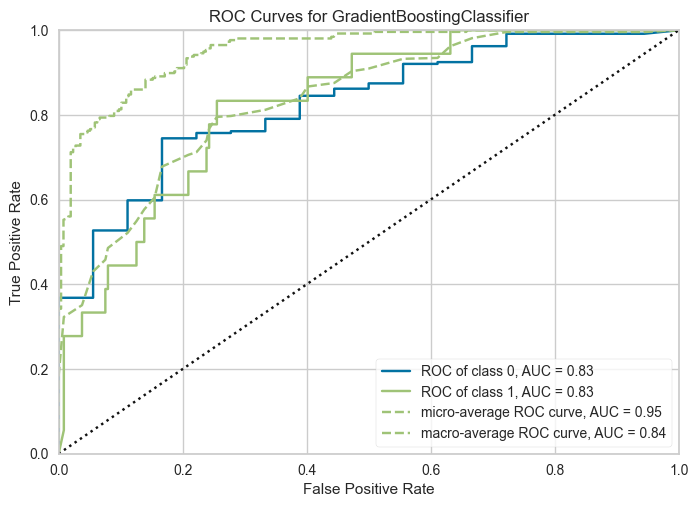 ROC Curves for GradientBoostingClassifier
True Positive Rate
1.0
0.8
0.6
0.4
0.2
0.0
ROC of class 0, AUC = 0.83
ROC of class 1, AUC = 0.83
micro-average ROC curve, AUC = 0.95
macro-average ROC curve, AUC = 0.84
0.0 0.2 0.4 0.6 0.8 1.0
False Positive Rate